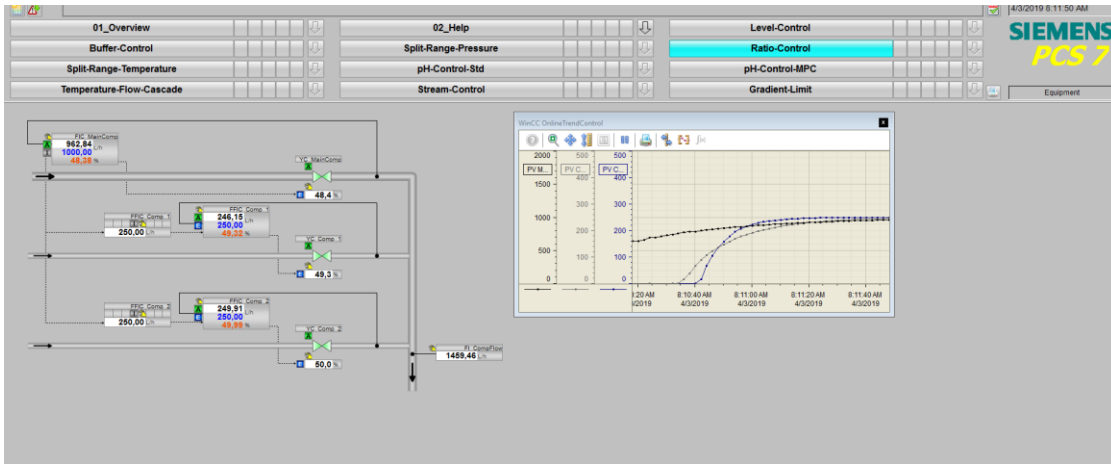 4/3/2019 8:11:50 AM
01_Overview
02_Help
Level-Control
SIEMENS
Buffer-Control
Split-Range-Pressure
Ratio-Control
PCS 7
Split-Range-Temperature
pH-Control-Std
pH-Control-MPC
Temperature-Flow-Cascade
Stream-Control
Gradient-Limit
Equipment
FIC_MainComp
A
962,84 L/h
I
1000,00
48,38 %
YC_MainComp
A
E
48,4 %
FFIC_Comp_1
250,00 L/h
FFIC_Comp_1
A
246,15 L/h
E
250,00
49,32 %
YC_Comp_1
A
E
49,3 %
FFIC_Comp_2
250,00 L/h
FFIC_Comp_2
A
249,91 L/h
E
250,00
49,99 %
YC_Comp_2
A
E
50,0 %
FI_CompFlow
1459,46 L/h
WinCC OnlineTrendControl
x
2000 500 500
PV M... PV C... PV C...
400 400
1500
300 300
1000
200 200
500
100 100
0 0 0
1:20 AM 8:10:40 AM 8:11:00 AM 8:11:20 AM 8:11:40 AM
4/3/2019 4/3/2019 4/3/2019 4/3/2019